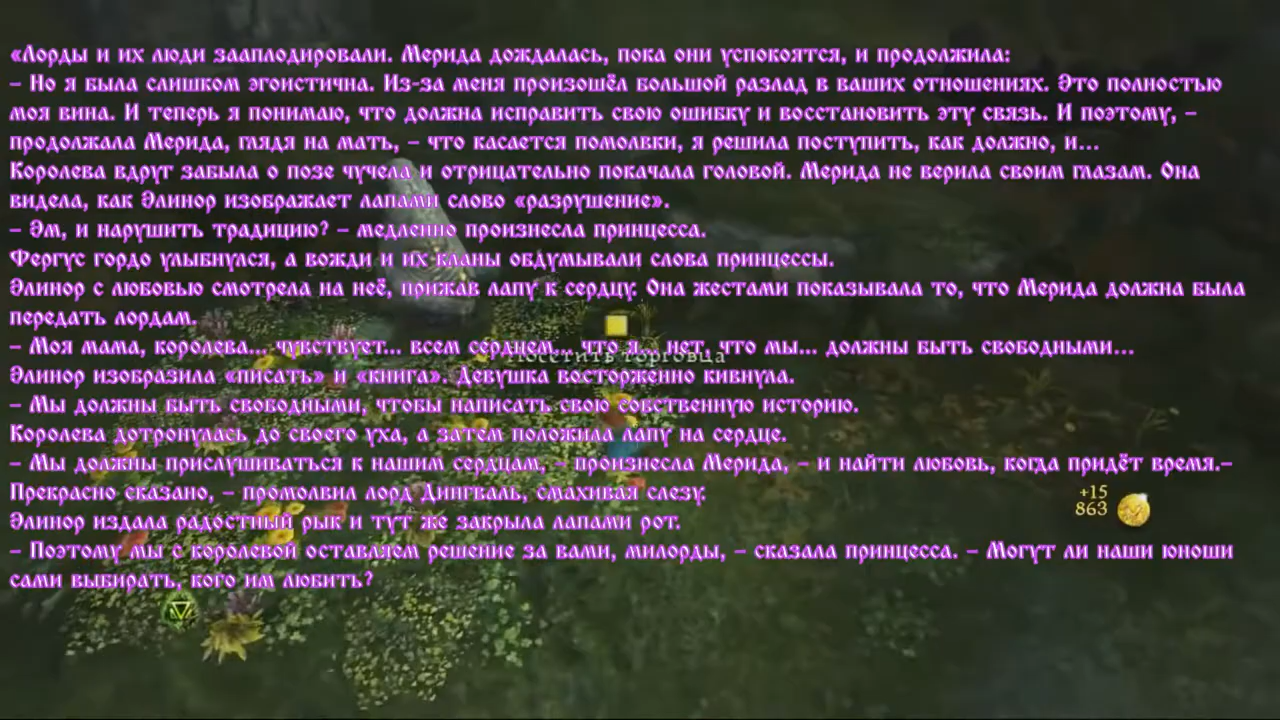 «Лорды и их люди зааплодировали. Мерида дождалась, пока они успокоятся, и продолжила:
– Но я была слишком эгоистична. Из-за меня произошёл большой разлад в ваших отношениях. Это полностью
моя вина. И теперь я понимаю, что должна исправить свою ошибку и восстановить эту связь. И поэтому, –
продолжала Мерида, глядя на мать, – что касается помолвки, я решила поступить, как должно, и...
Королева вдруг забыла о позе чучела и отрицательно покачала головой. Мерида не верила своим глазам. Она
видела, как Элинор изображает лапами слово «разрушение».
– Эм, и нарушить традицию? – медленно произнесла принцесса.
Фергус гордо улыбнулся, а вожди и их кланы обдумывали слова принцессы.
Элинор с любовью смотрела на неё, прижав лапу к сердцу. Она жестами показывала то, что Мерида должна была
передать лордам.
– Моя мама, королева... чувствует... всем сердцем... что я... нет, что мы... должны быть свободными...
Посетить торговца
Элинор изобразила «писать» и «книга». Девушка восторженно кивнула.
– Мы должны быть свободными, чтобы написать свою собственную историю.
Королева дотронулась до своего уха, а затем положила лапу на сердце.
– Мы должны прислушиваться к нашим сердцам, – произнесла Мерида, – и найти любовь, когда придёт время.–
Прекрасно сказано, – промолвил лорд Дингваль, смахивая слезу.
+15
863
Элинор издала радостный рык и тут же закрыла лапами рот.
– Поэтому мы с королевой оставляем решение за вами, милорды, – сказала принцесса. – Могут ли наши юноши
сами выбирать, кого им любить?